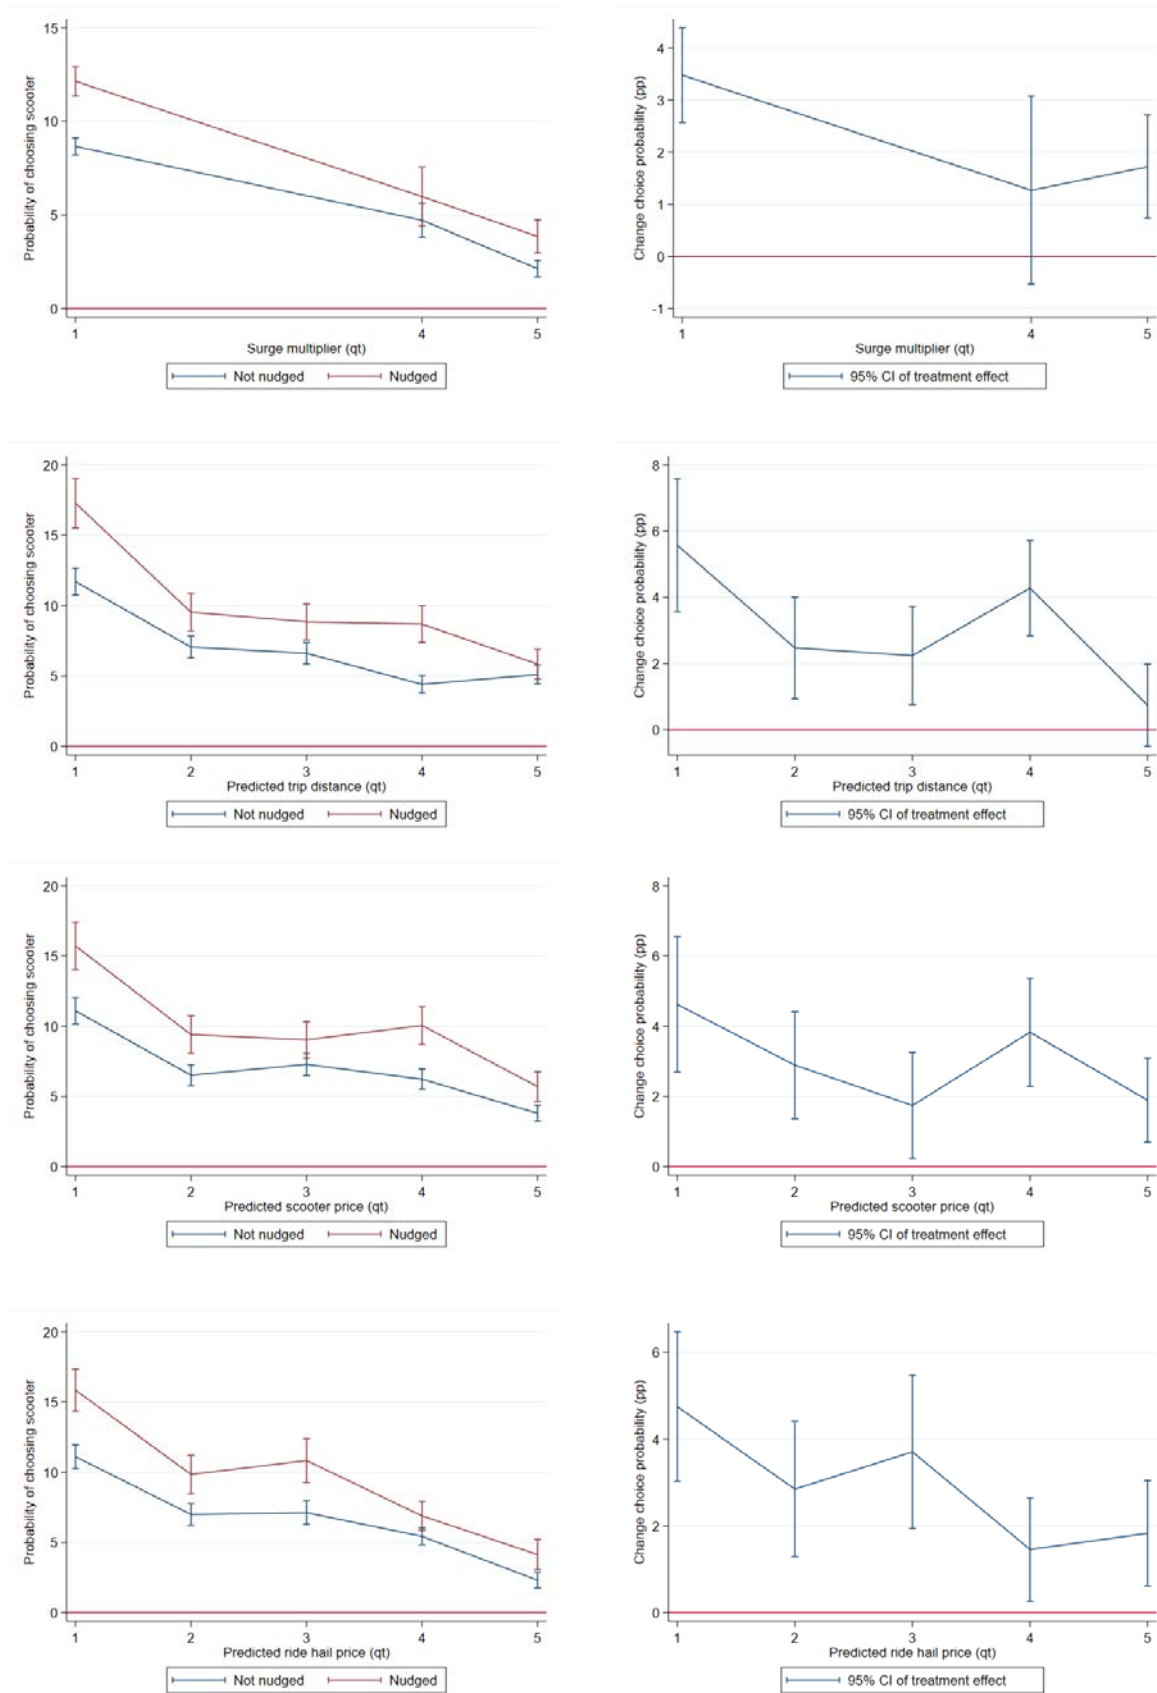 Probability of choosing scooter
15
10
5
0
1
4
5
Surge multiplier (qt)
Not nudged
Nudged
Change choice probability (pp)
4
3
2
1
0
-1
1
4
5
Surge multiplier (qt)
95% CI of treatment effect
Probability of choosing scooter
20
15
10
5
0
1
2
3
4
5
Predicted trip distance (qt)
Not nudged
Nudged
Change choice probability (pp)
8
6
4
2
0
1
2
3
4
5
Predicted trip distance (qt)
95% CI of treatment effect
Probability of choosing scooter
20
15
10
5
0
1
2
3
4
5
Predicted scooter price (qt)
Not nudged
Nudged
Change choice probability (pp)
8
6
4
2
0
1
2
3
4
5
Predicted scooter price (qt)
95% CI of treatment effect
Probability of choosing scooter
20
15
10
5
0
1
2
3
4
5
Predicted ride hail price (qt)
Not nudged
Nudged
Change choice probability (pp)
6
4
2
0
1
2
3
4
5
Predicted ride hail price (qt)
95% CI of treatment effect